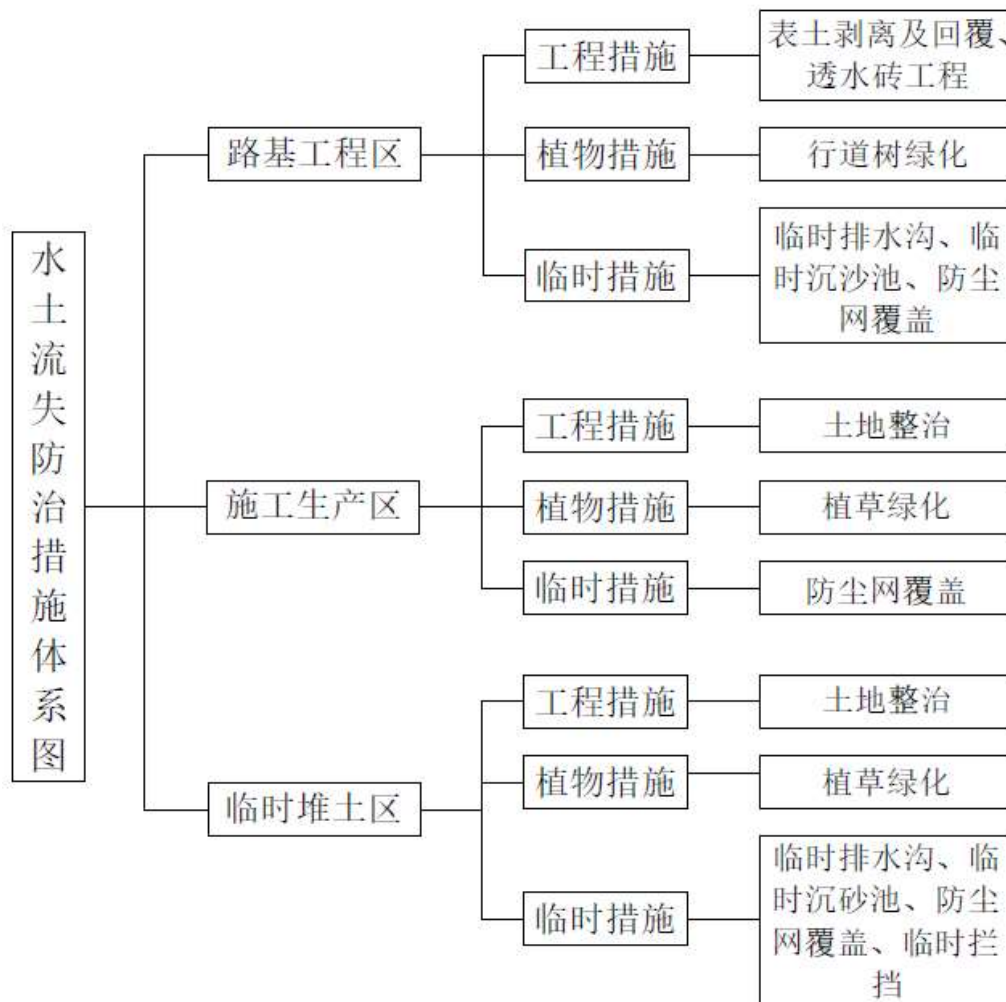 水土流失防治措施体系图
路基工程区
工程措施
表土剥离及回覆、
透水砖工程
植物措施
行道树绿化
临时措施
临时排水沟、临
时沉沙池、防尘
网覆盖
施工生产区
工程措施
土地整治
植物措施
植草绿化
临时措施
防尘网覆盖
临时堆土区
工程措施
土地整治
植物措施
植草绿化
临时措施
临时排水沟、临
时沉砂池、防尘
网覆盖、临时拦
挡